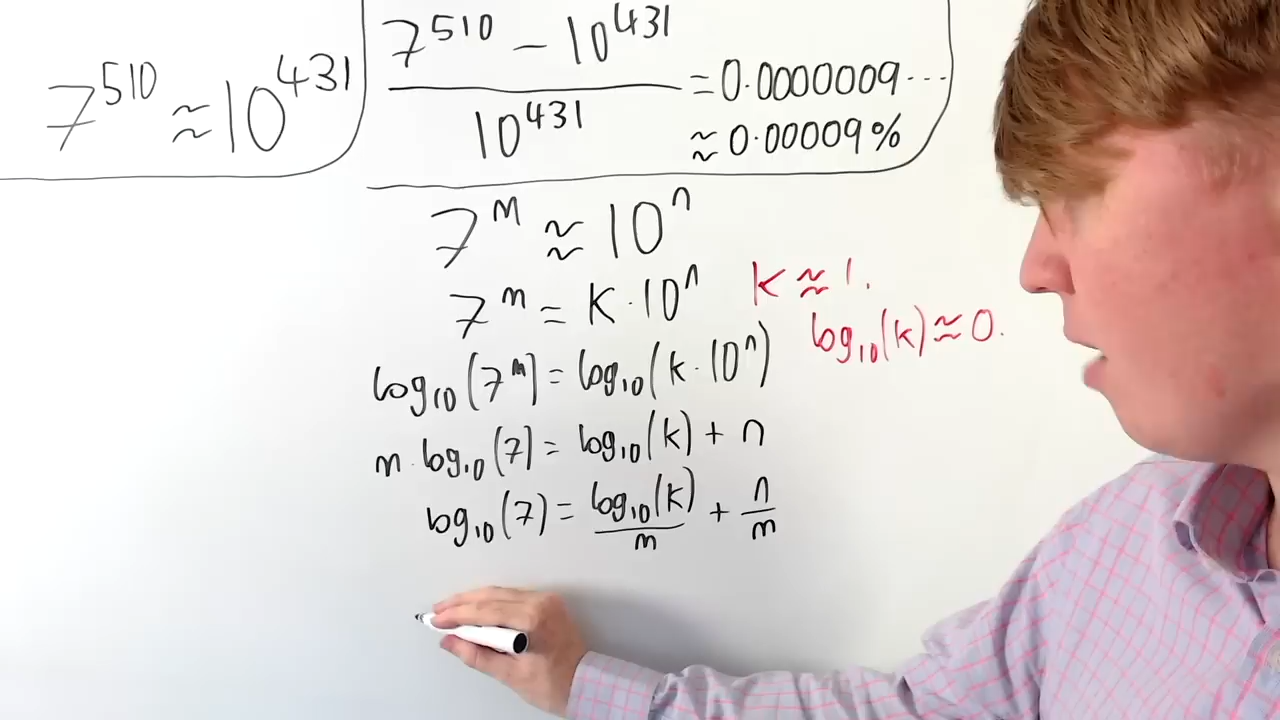 7^510 ≈ 10^431
(7^510 − 10^431)/10^431 = 0.0000009...
≈ 0.00009%
7^m ≈ 10^n
7^m = K · 10^n
K ≈ 1.
log₁₀(k) ≈ 0.
log₁₀(7^m) = log₁₀(k · 10^n)
m · log₁₀(7) = log₁₀(k) + n
log₁₀(7) = log₁₀(k)/m + n/m